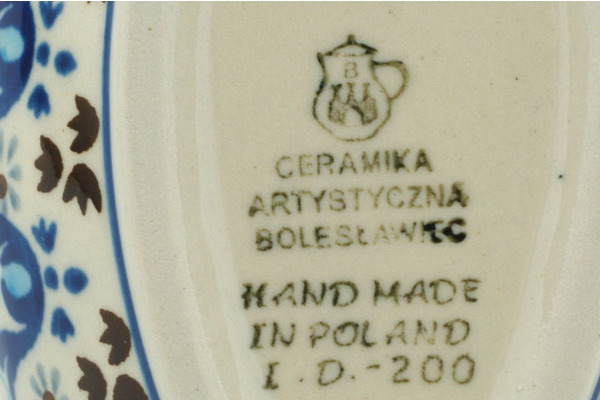 B
CERAMIKA
ARTYSTYCZNA
BOLESŁAWIEC
HAND MADE
IN POLAND
I.D.-200